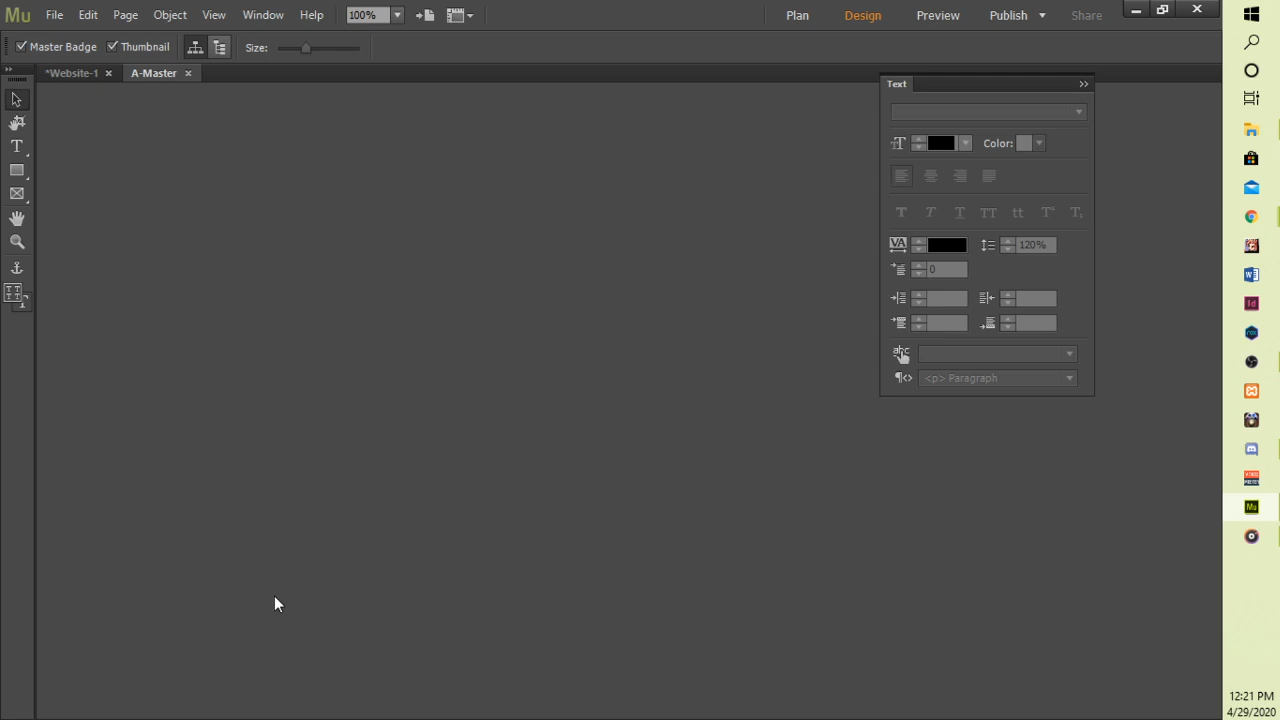 Mu File Edit Page Object View Window Help 100% Plan Design Preview Publish Share
Master Badge Thumbnail Size:
*Website-1 A-Master
Text
Color:
120%
0
<p> Paragraph
12:21 PM
4/29/2020